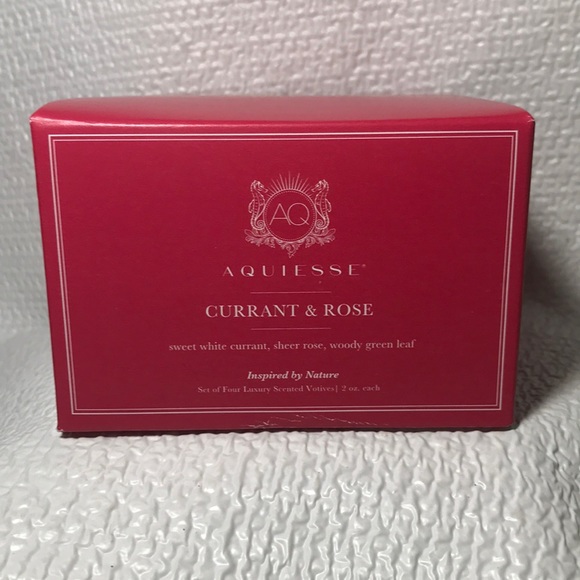 AQ
AQUIESSE®
CURRANT & ROSE
sweet white currant, sheer rose, woody green leaf
Inspired by Nature
Set of Four Luxury Scented Votives| 2 oz. each